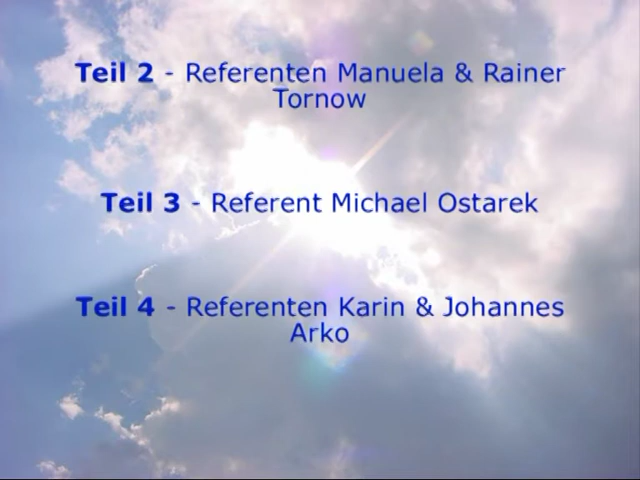 Teil 2 - Referenten Manuela & Rainer
Tornow
Teil 3 - Referent Michael Ostarek
Teil 4 - Referenten Karin & Johannes
Arko